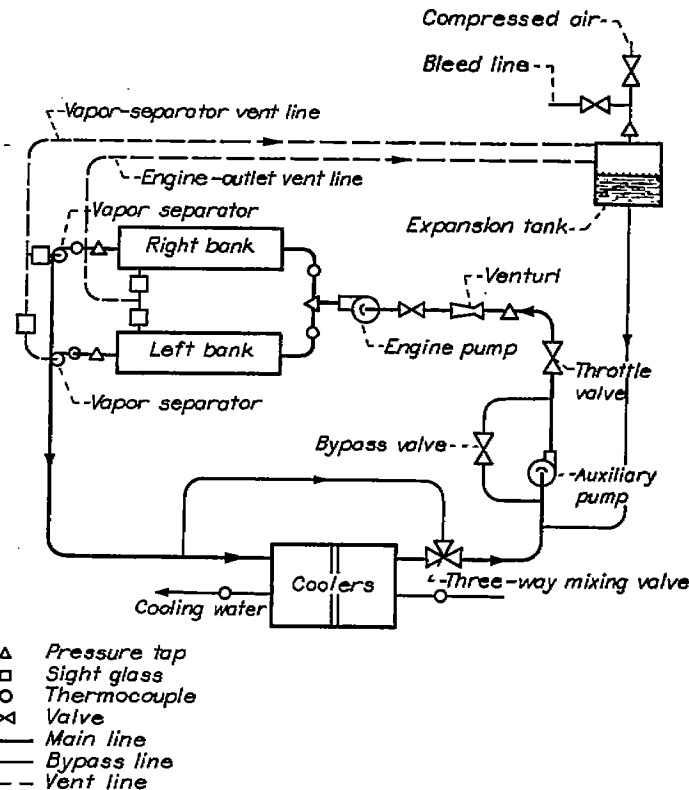 Compressed air
Bleed line
Vapor-separator vent line
Engine-outlet vent line
Vapor separator
Expansion tank
Right bank
Venturi
Left bank
Engine pump
Throttle
valve
Vapor separator
Bypass valve
Auxiliary
pump
Coolers
Three-way mixing valve
Cooling water
Pressure tap
Sight glass
Thermocouple
Valve
Main line
Bypass line
Vent line